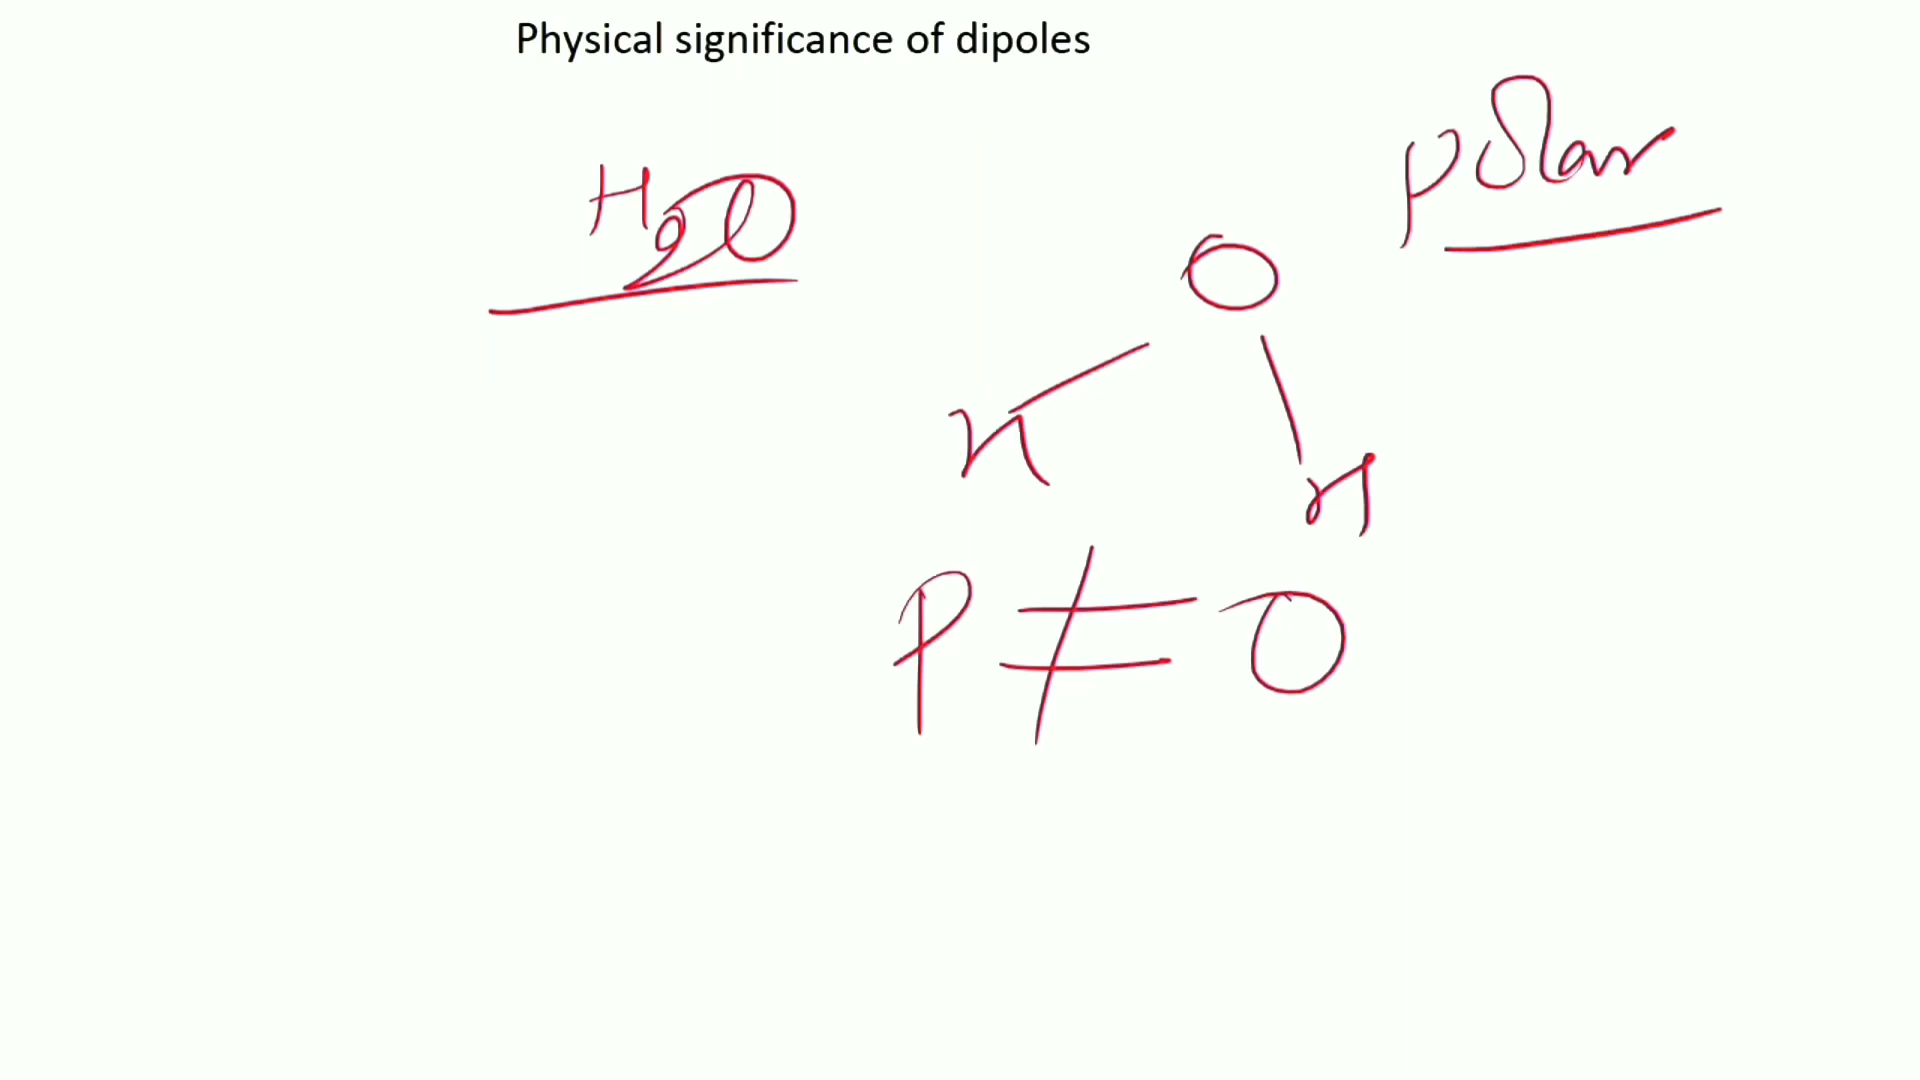 Physical significance of dipoles
polar
H₂O
O
H H
P ≠ 0